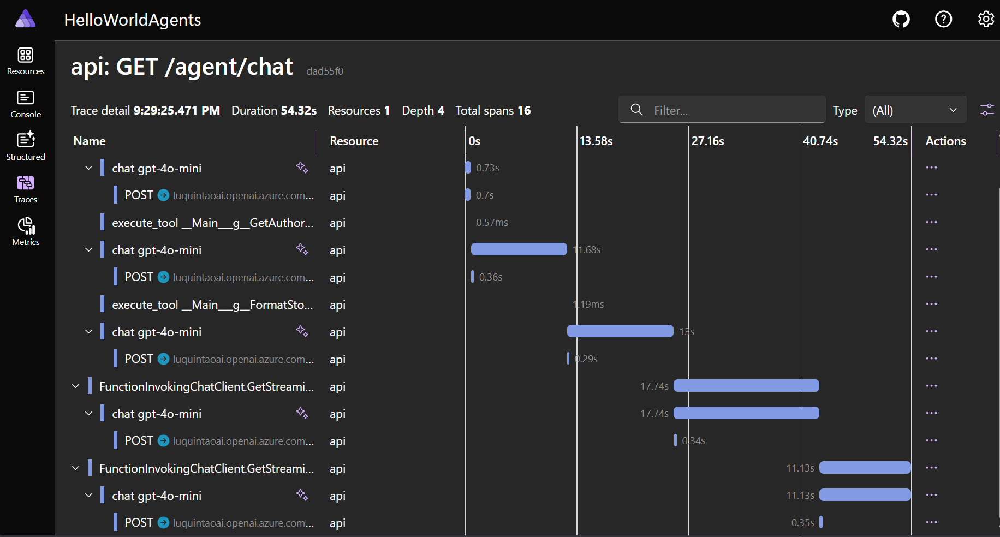 HelloWorldAgents
Resources
Console
Structured
Traces
Metrics
api: GET /agent/chat dad55f0
Trace detail 9:29:25.471 PM Duration 54.32s Resources 1 Depth 4 Total spans 16
Filter... Type (All)
Name Resource 0s 13.58s 27.16s 40.74s 54.32s Actions
chat gpt-4o-mini api 0.73s ...
POST luquintaoai.openai.azure.com... api 0.7s ...
execute_tool __Main___g__GetAuthor... api 0.57ms ...
chat gpt-4o-mini api 11.68s ...
POST luquintaoai.openai.azure.com... api 0.36s ...
execute_tool __Main___g__FormatSto... api 1.19ms ...
chat gpt-4o-mini api 13s ...
POST luquintaoai.openai.azure.com... api 0.29s ...
FunctionInvokingChatClient.GetStreami... api 17.74s ...
chat gpt-4o-mini api 17.74s ...
POST luquintaoai.openai.azure.com... api 0.34s ...
FunctionInvokingChatClient.GetStreami... api 11.13s ...
chat gpt-4o-mini api 11.13s ...
POST luquintaoai.openai.azure.com... api 0.35s ...